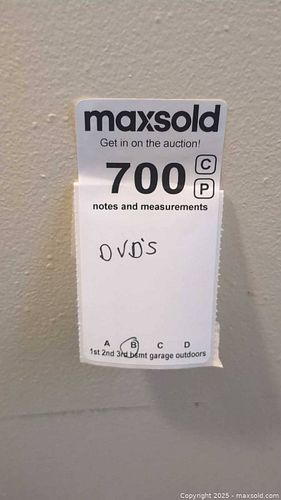 maxsold
Get in on the auction!
700 C
P
notes and measurements
DVD'S
A B C D
1st 2nd 3rd bsmt garage outdoors
Copyright 2025 - maxsold.com